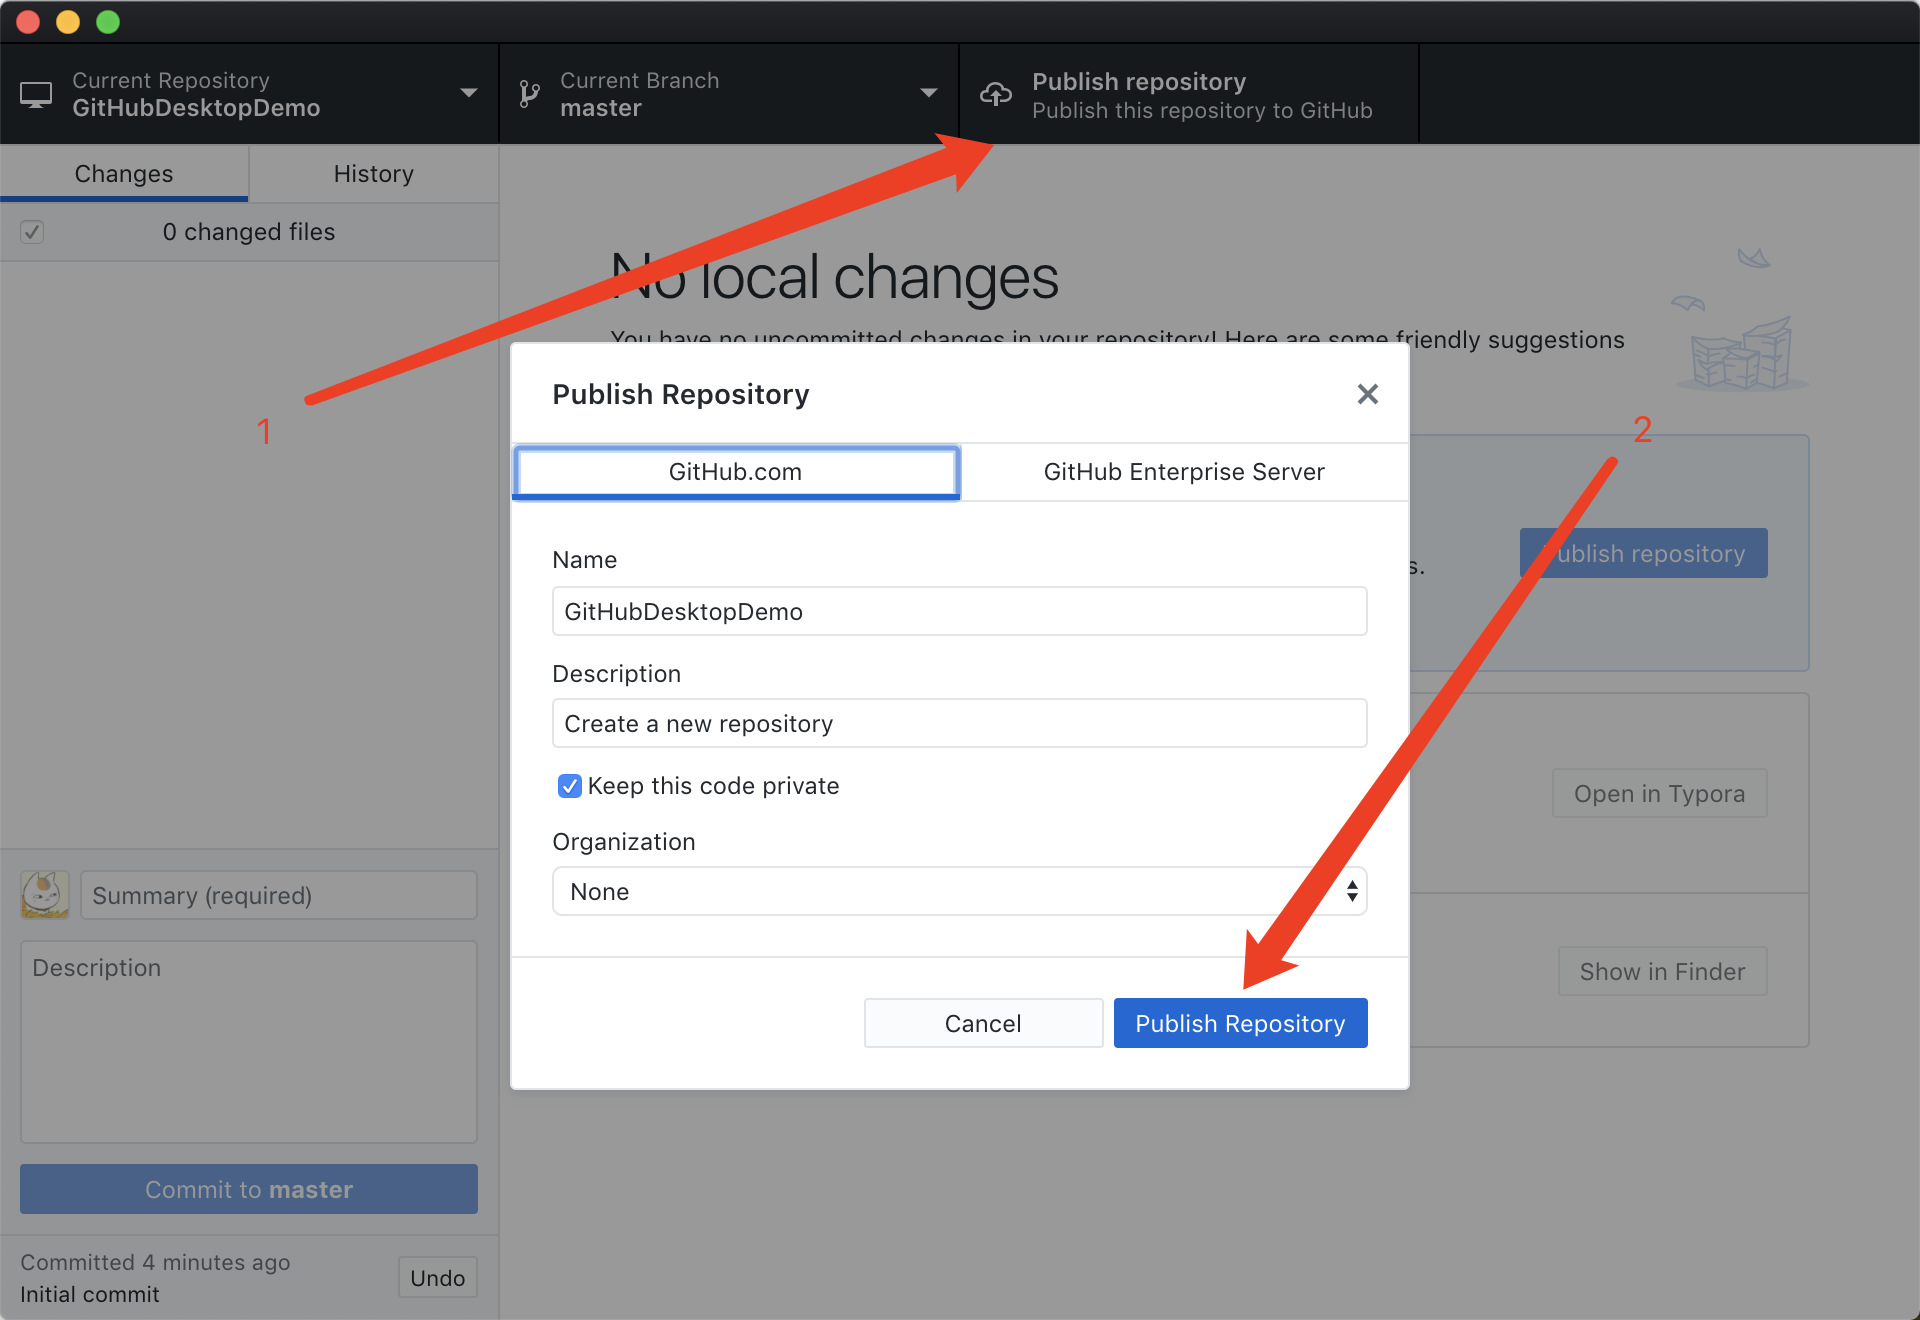 Current Repository
GitHubDesktopDemo
Current Branch
master
Publish repository
Publish this repository to GitHub
Changes
History
0 changed files
No local changes
You have no uncommitted changes in your repository! Here are some friendly suggestions
1
2
Publish Repository
GitHub.com
GitHub Enterprise Server
Name
GitHubDesktopDemo
Description
Create a new repository
Keep this code private
Organization
None
Cancel
Publish Repository
s.
Publish repository
Open in Typora
Show in Finder
Summary (required)
Description
Commit to master
Committed 4 minutes ago
Initial commit
Undo